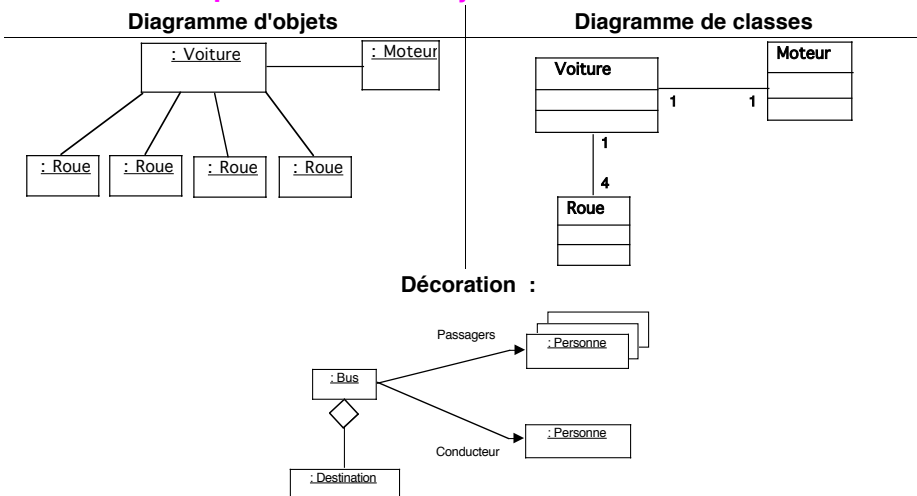 Diagramme d'objets
Diagramme de classes
: Voiture
: Moteur
: Roue
: Roue
: Roue
: Roue
Voiture
Moteur
1
1
1
4
Roue
Décoration :
Passagers
: Personne
: Bus
Conducteur
: Personne
: Destination